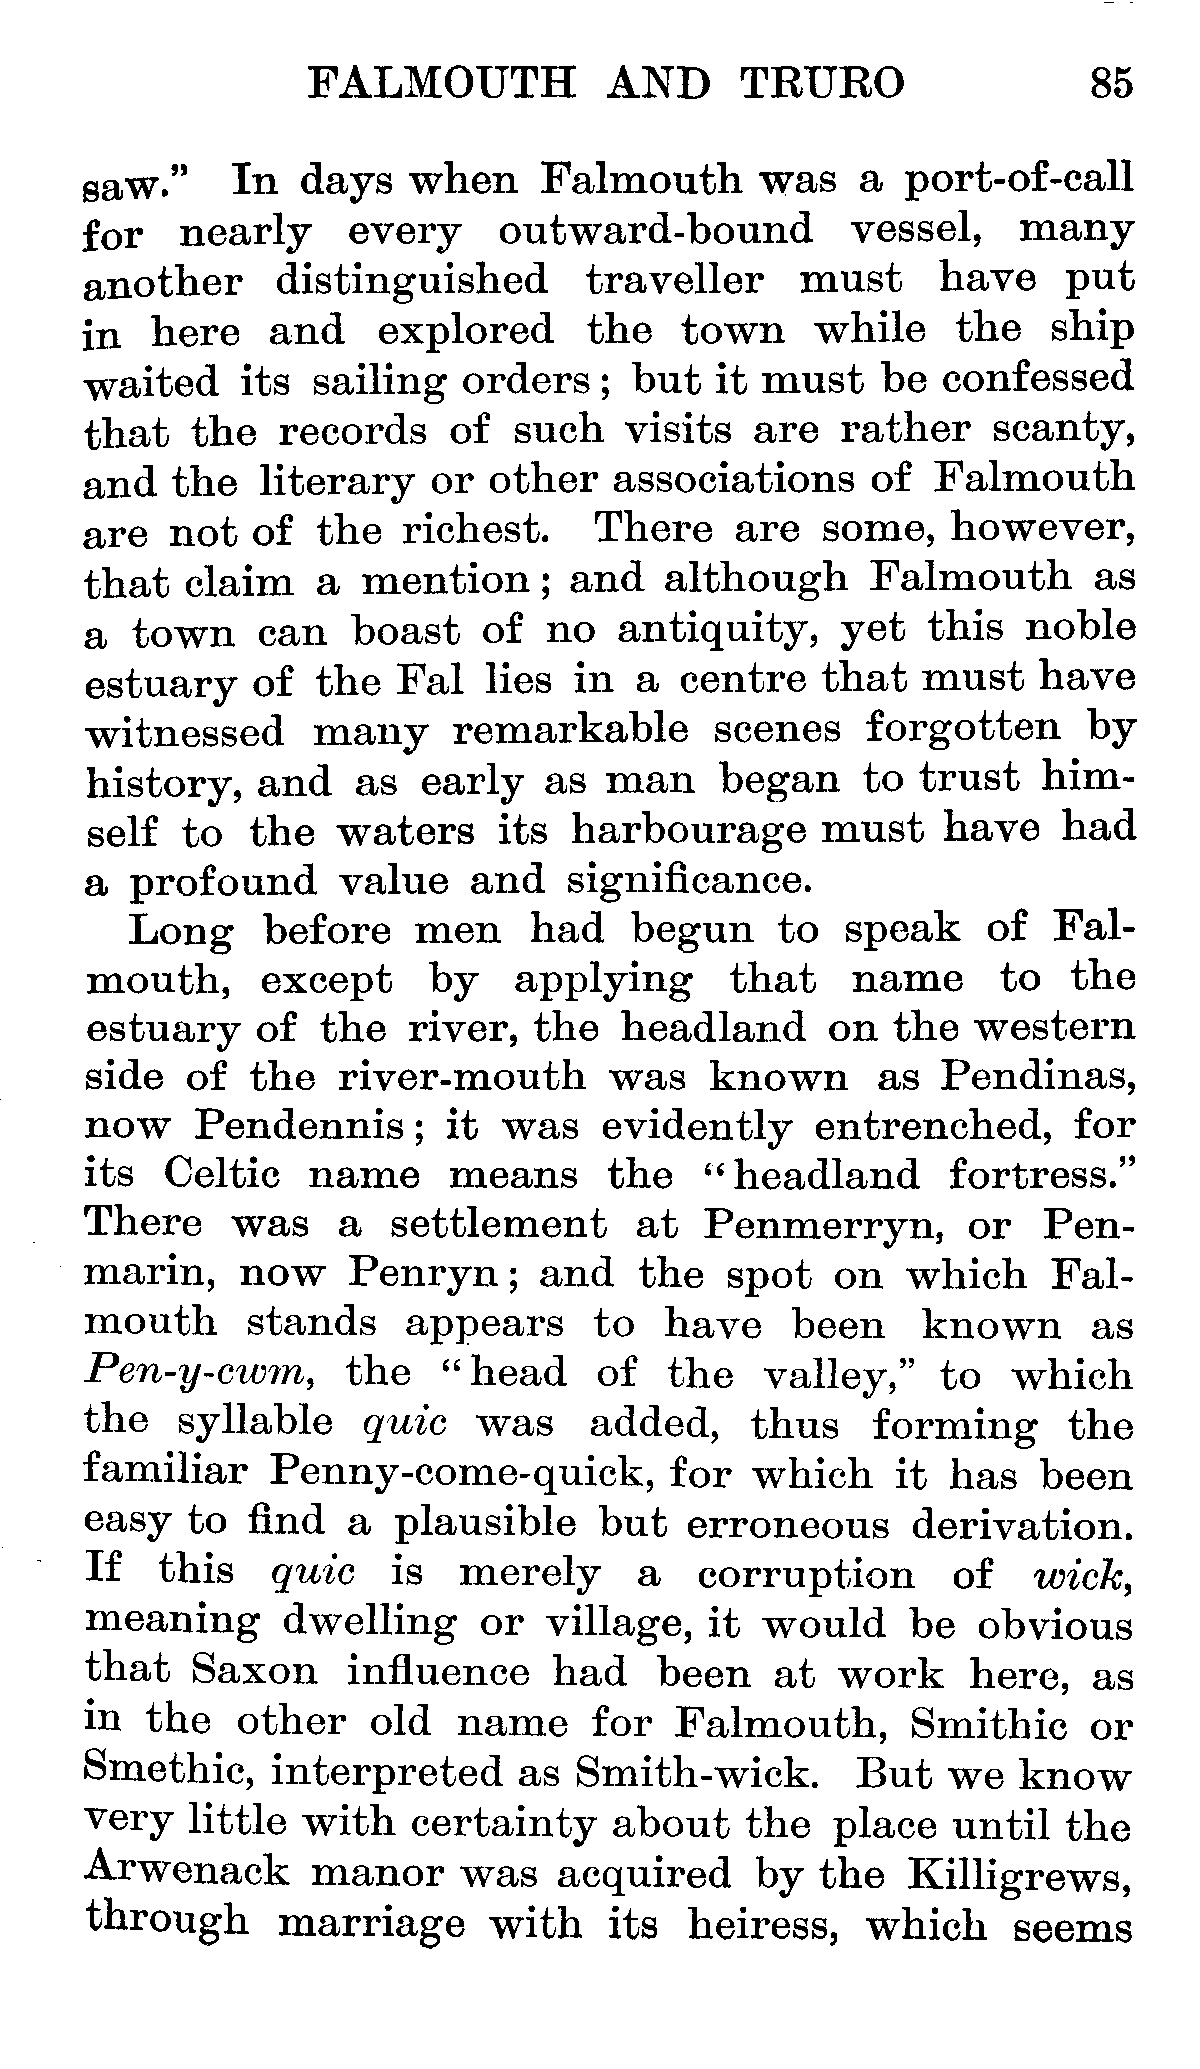 FALMOUTH AND TRURO 85
saw." In days when Falmouth was a port-of-call
for nearly every outward-bound vessel, many
another distinguished traveller must have put
in here and explored the town while the ship
waited its sailing orders; but it must be confessed
that the records of such visits are rather scanty,
and the literary or other associations of Falmouth
are not of the richest. There are some, however,
that claim a mention; and although Falmouth as
a town can boast of no antiquity, yet this noble
estuary of the Fal lies in a centre that must have
witnessed many remarkable scenes forgotten by
history, and as early as man began to trust him-
self to the waters its harbourage must have had
a profound value and significance.
Long before men had begun to speak of Fal-
mouth, except by applying that name to the
estuary of the river, the headland on the western
side of the river-mouth was known as Pendinas,
now Pendennis; it was evidently entrenched, for
its Celtic name means the "headland fortress."
There was a settlement at Penmerryn, or Pen-
marin, now Penryn; and the spot on which Fal-
mouth stands appears to have been known as
Pen-y-cwm, the "head of the valley," to which
the syllable quic was added, thus forming the
familiar Penny-come-quick, for which it has been
easy to find a plausible but erroneous derivation.
If this quic is merely a corruption of wick,
meaning dwelling or village, it would be obvious
that Saxon influence had been at work here, as
in the other old name for Falmouth, Smithic or
Smethic, interpreted as Smith-wick. But we know
very little with certainty about the place until the
Arwenack manor was acquired by the Killigrews,
through marriage with its heiress, which seems